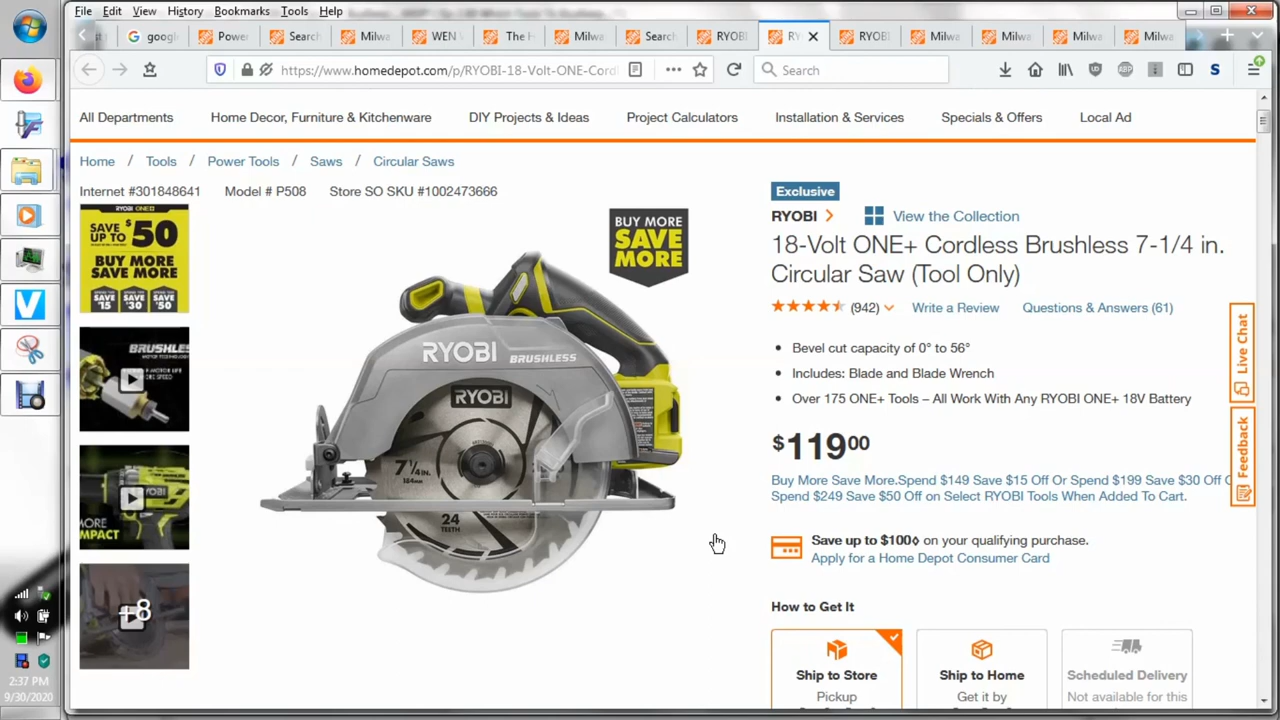 File Edit View History Bookmarks Tools Help
googl Power Search Milwa WEN The H Milwa Search RYOBI RY RYOBI Milwa Milwa Milwa Milwa
https://www.homedepot.com/p/RYOBI-18-Volt-ONE-Cord
Search
All Departments Home Decor, Furniture & Kitchenware DIY Projects & Ideas Project Calculators Installation & Services Specials & Offers Local Ad
Home / Tools / Power Tools / Saws / Circular Saws
Internet #301848641 Model # P508 Store SO SKU #1002473666
RYOBI ONE+
SAVE $
UP TO 50
BUY MORE
SAVE MORE
SAVE $15 SAVE $30 SAVE $50
BRUSHLESS
MORE
IMPACT
RYOBI
+8
BUY MORE
SAVE
MORE
RYOBI BRUSHLESS
RYOBI
7 1/4 IN.
184mm
24
TEETH
Exclusive
RYOBI > View the Collection
18-Volt ONE+ Cordless Brushless 7-1/4 in.
Circular Saw (Tool Only)
(942) Write a Review Questions & Answers (61)
• Bevel cut capacity of 0° to 56°
• Includes: Blade and Blade Wrench
• Over 175 ONE+ Tools – All Work With Any RYOBI ONE+ 18V Battery
$119 00
Buy More Save More.Spend $149 Save $15 Off Or Spend $199 Save $30 Off O
Spend $249 Save $50 Off on Select RYOBI Tools When Added To Cart.
Save up to $100◊ on your qualifying purchase.
Apply for a Home Depot Consumer Card
How to Get It
Ship to Store Ship to Home Scheduled Delivery
Pickup Get it by Not available for this
Live Chat
Feedback
2:37 PM
9/30/2020